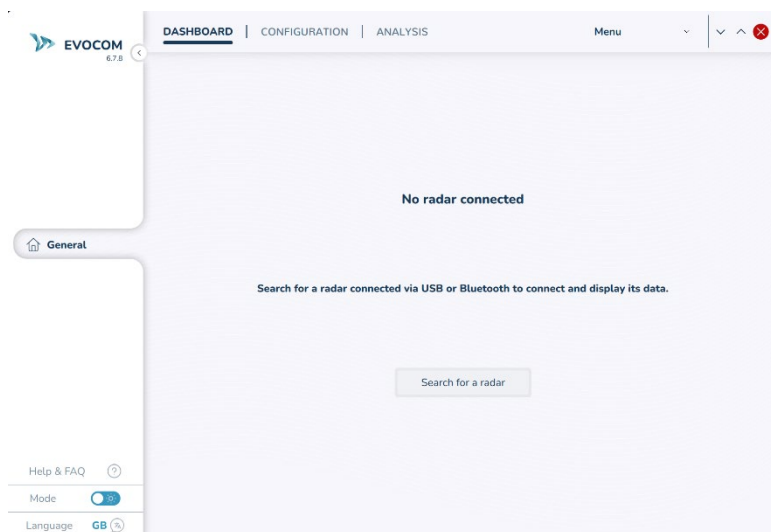 EVOCOM
6.7.8
DASHBOARD
CONFIGURATION
ANALYSIS
Menu
No radar connected
General
Search for a radar connected via USB or Bluetooth to connect and display its data.
Search for a radar
Help & FAQ ?
Mode
Language GB